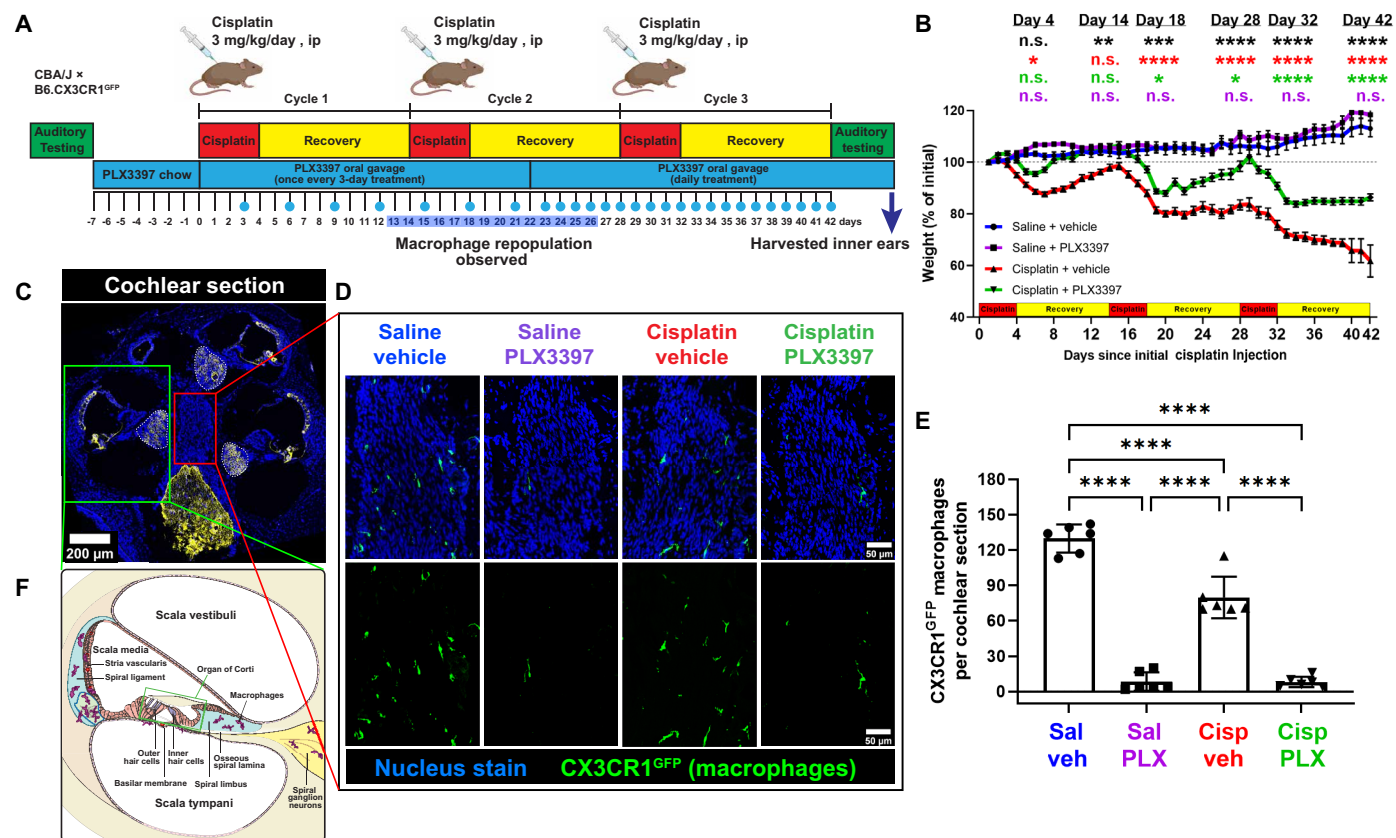 A
Cisplatin
3 mg/kg/day , ip
Cisplatin
3 mg/kg/day , ip
Cisplatin
3 mg/kg/day , ip
CBA/J ×
B6.CX3CR1GFP
Cycle 1
Cycle 2
Cycle 3
Auditory
Testing
Cisplatin
Recovery
Cisplatin
Recovery
Cisplatin
Recovery
Auditory
testing
PLX3397 chow
PLX3397 oral gavage
(once every 3-day treatment)
PLX3397 oral gavage
(daily treatment)
-7 -6 -5 -4 -3 -2 -1 0 1 2 3 4 5 6 7 8 9 10 11 12 13 14 15 16 17 18 19 20 21 22 23 24 25 26 27 28 29 30 31 32 33 34 35 36 37 38 39 40 41 42 days
Macrophage repopulation
observed
Harvested inner ears
B
Day 4 Day 14 Day 18 Day 28 Day 32 Day 42
n.s. ** *** **** **** ****
* n.s. **** **** **** ****
n.s. n.s. * * **** ****
n.s. n.s. n.s. n.s. n.s. n.s.
Weight (% of initial)
120
100
80
60
40
Saline + vehicle
Saline + PLX3397
Cisplatin + vehicle
Cisplatin + PLX3397
Cisplatin Recovery Cisplatin Recovery Cisplatin Recovery
0 4 8 12 16 20 24 28 32 36 40 42
Days since initial cisplatin Injection
C
Cochlear section
200 µm
D
Saline
vehicle
Saline
PLX3397
Cisplatin
vehicle
Cisplatin
PLX3397
50 µm
50 µm
Nucleus stain CX3CR1GFP (macrophages)
E
****
****
**** **** ****
CX3CR1GFP macrophages
per cochlear section
180
150
120
90
60
30
0
Sal
veh
Sal
PLX
Cisp
veh
Cisp
PLX
F
Scala vestibuli
Scala media
Stria vascularis
Spiral ligament
Organ of Corti
Macrophages
Outer
hair cells
Inner
hair cells
Osseous
spiral lamina
Basilar membrane
Spiral limbus
Scala tympani
Spiral
ganglion
neurons